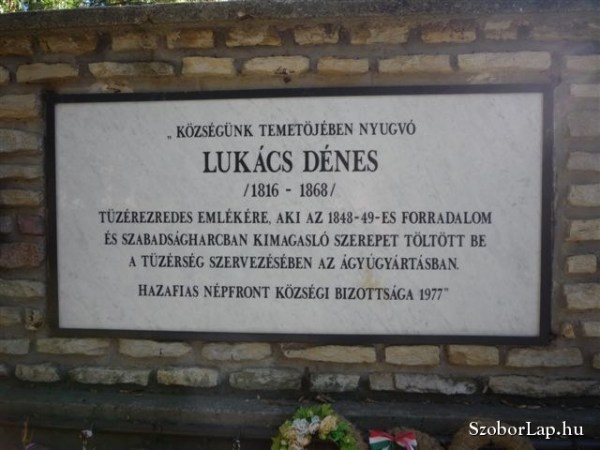 „KÖZSÉGÜNK TEMETŐJÉBEN NYUGVÓ
LUKÁCS DÉNES
/1816 - 1868/
TÜZÉREZREDES EMLÉKÉRE, AKI AZ 1848-49-ES FORRADALOM
ÉS SZABADSÁGHARCBAN KIMAGASLÓ SZEREPET TÖLTÖTT BE
A TÜZÉRSÉG SZERVEZÉSÉBEN AZ ÁGYÚGYÁRTÁSBAN.
HAZAFIAS NÉPFRONT KÖZSÉGI BIZOTTSÁGA 1977"
SzoborLap.hu